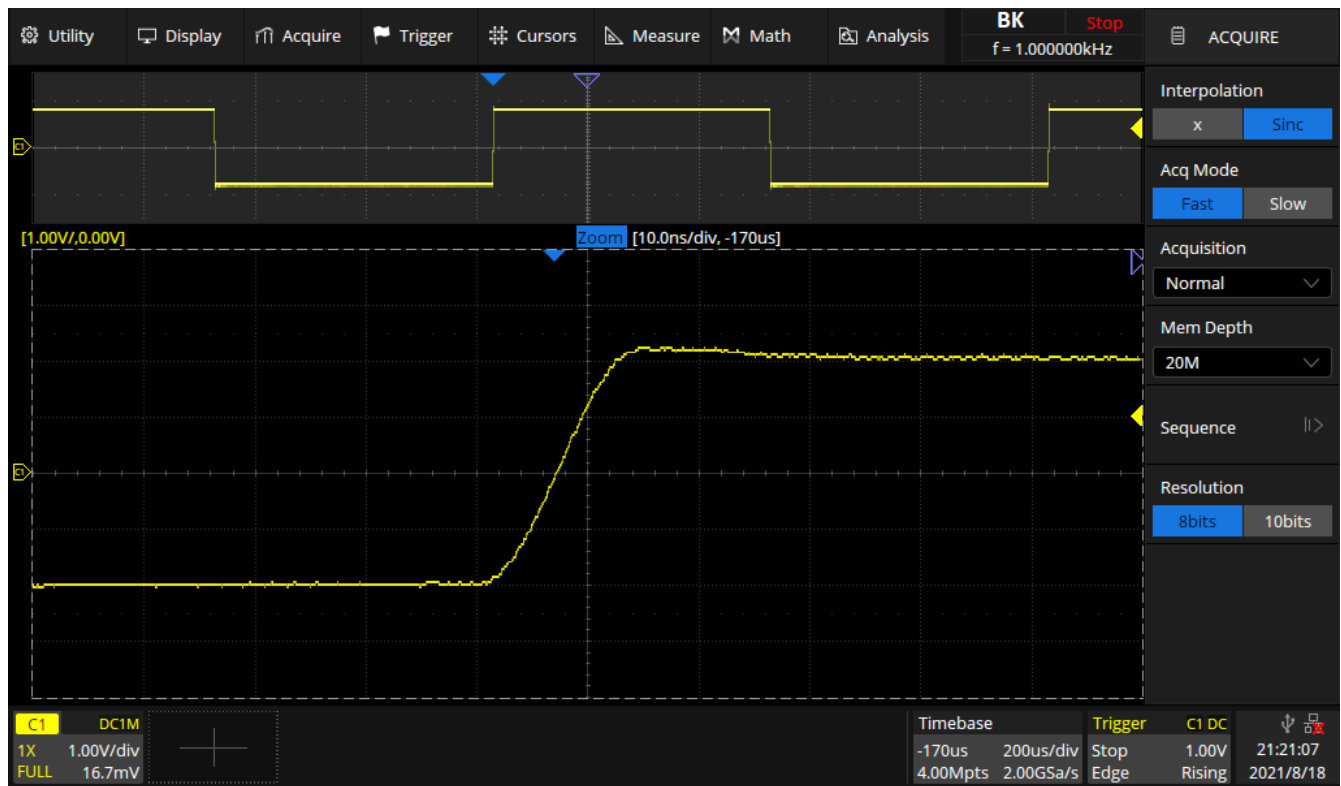 Utility Display Acquire Trigger Cursors Measure Math Analysis
BK Stop
f = 1.000000kHz
ACQUIRE
C1
[1.00V/,0.00V] Zoom [10.0ns/div, -170us]
C1
Interpolation
x Sinc
Acq Mode
Fast Slow
Acquisition
Normal
Mem Depth
20M
Sequence
Resolution
8bits 10bits
C1 DC1M
1X 1.00V/div
FULL 16.7mV
Timebase
-170us 200us/div
4.00Mpts 2.00GSa/s
Trigger C1 DC
Stop 1.00V
Edge Rising
21:21:07
2021/8/18